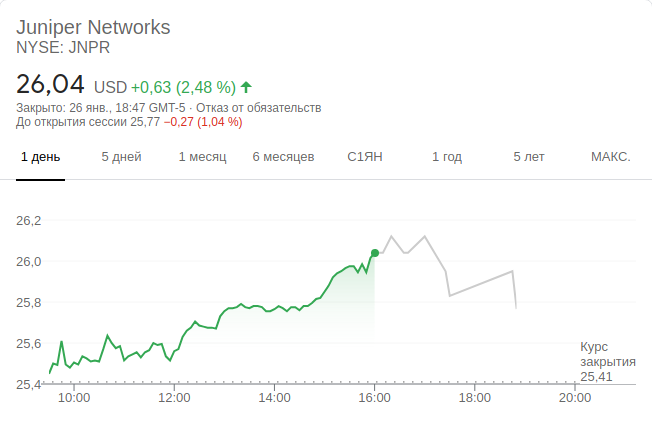 Juniper Networks
NYSE: JNPR
26,04 USD +0,63 (2,48 %)
Закрыто: 26 янв., 18:47 GMT-5 · Отказ от обязательств
До открытия сессии 25,77 −0,27 (1,04 %)
1 день 5 дней 1 месяц 6 месяцев С1ЯН 1 год 5 лет МАКС.
26,2
26,0
25,8
25,6
Курс
закрытия
25,41
25,4
10:00 12:00 14:00 16:00 18:00 20:00